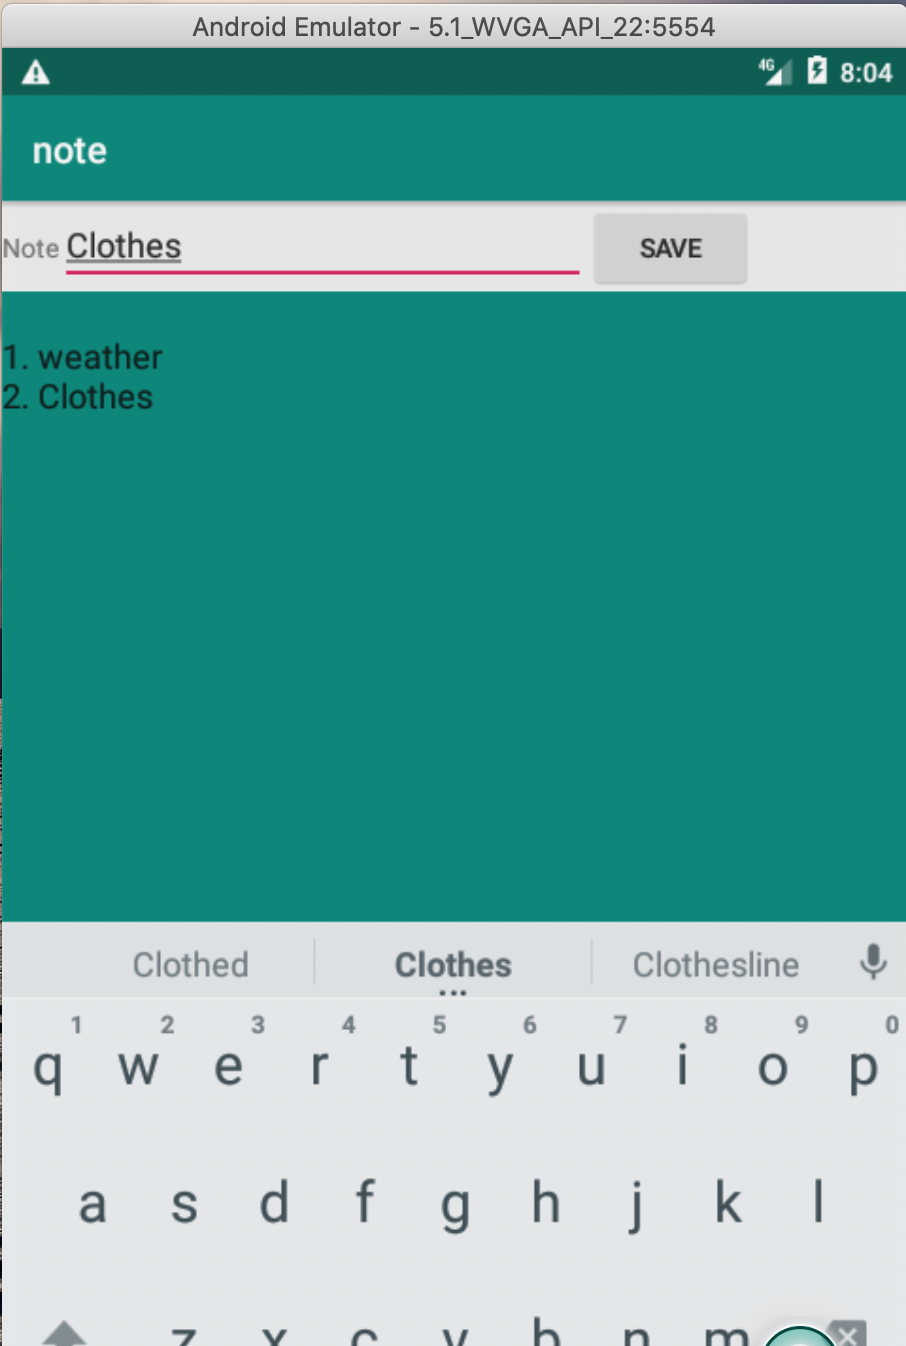 Android Emulator - 5.1_WVGA_API_22:5554
4G 8:04
note
Note Clothes SAVE
1. weather
2. Clothes
Clothed Clothes Clothesline
1 2 3 4 5 6 7 8 9 0
q w e r t y u i o p
a s d f g h j k l
z x c v b n m